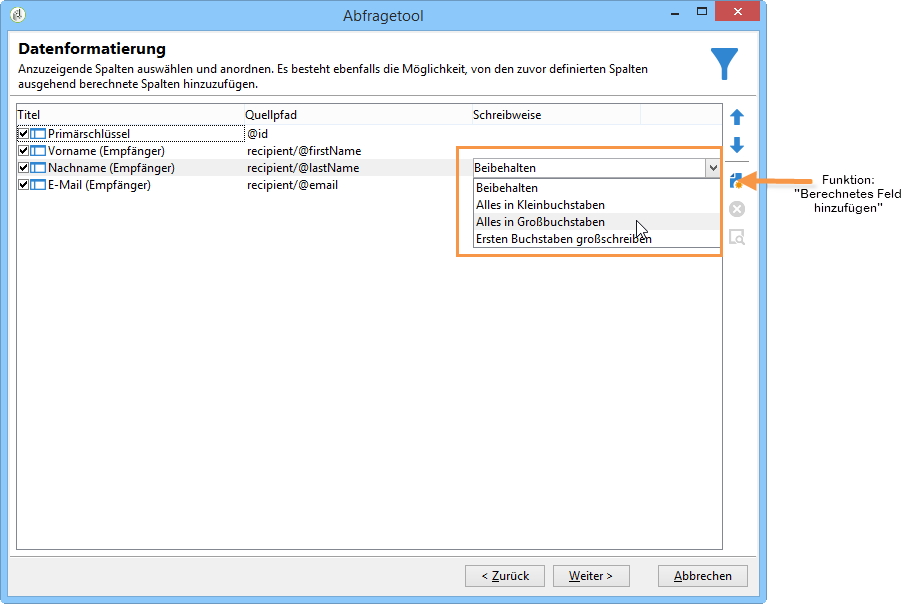 Abfragetool
Datenformatierung
Anzuzeigende Spalten auswählen und anordnen. Es besteht ebenfalls die Möglichkeit, von den zuvor definierten Spalten
ausgehend berechnete Spalten hinzuzufügen.
Titel Quellpfad Schreibweise
Primärschlüssel @id
Vorname (Empfänger) recipient/@firstName
Nachname (Empfänger) recipient/@lastName Beibehalten
E-Mail (Empfänger) recipient/@email
Beibehalten
Alles in Kleinbuchstaben
Alles in Großbuchstaben
Ersten Buchstaben großschreiben
Funktion:
"Berechnetes Feld
hinzufügen"
< Zurück Weiter > Abbrechen